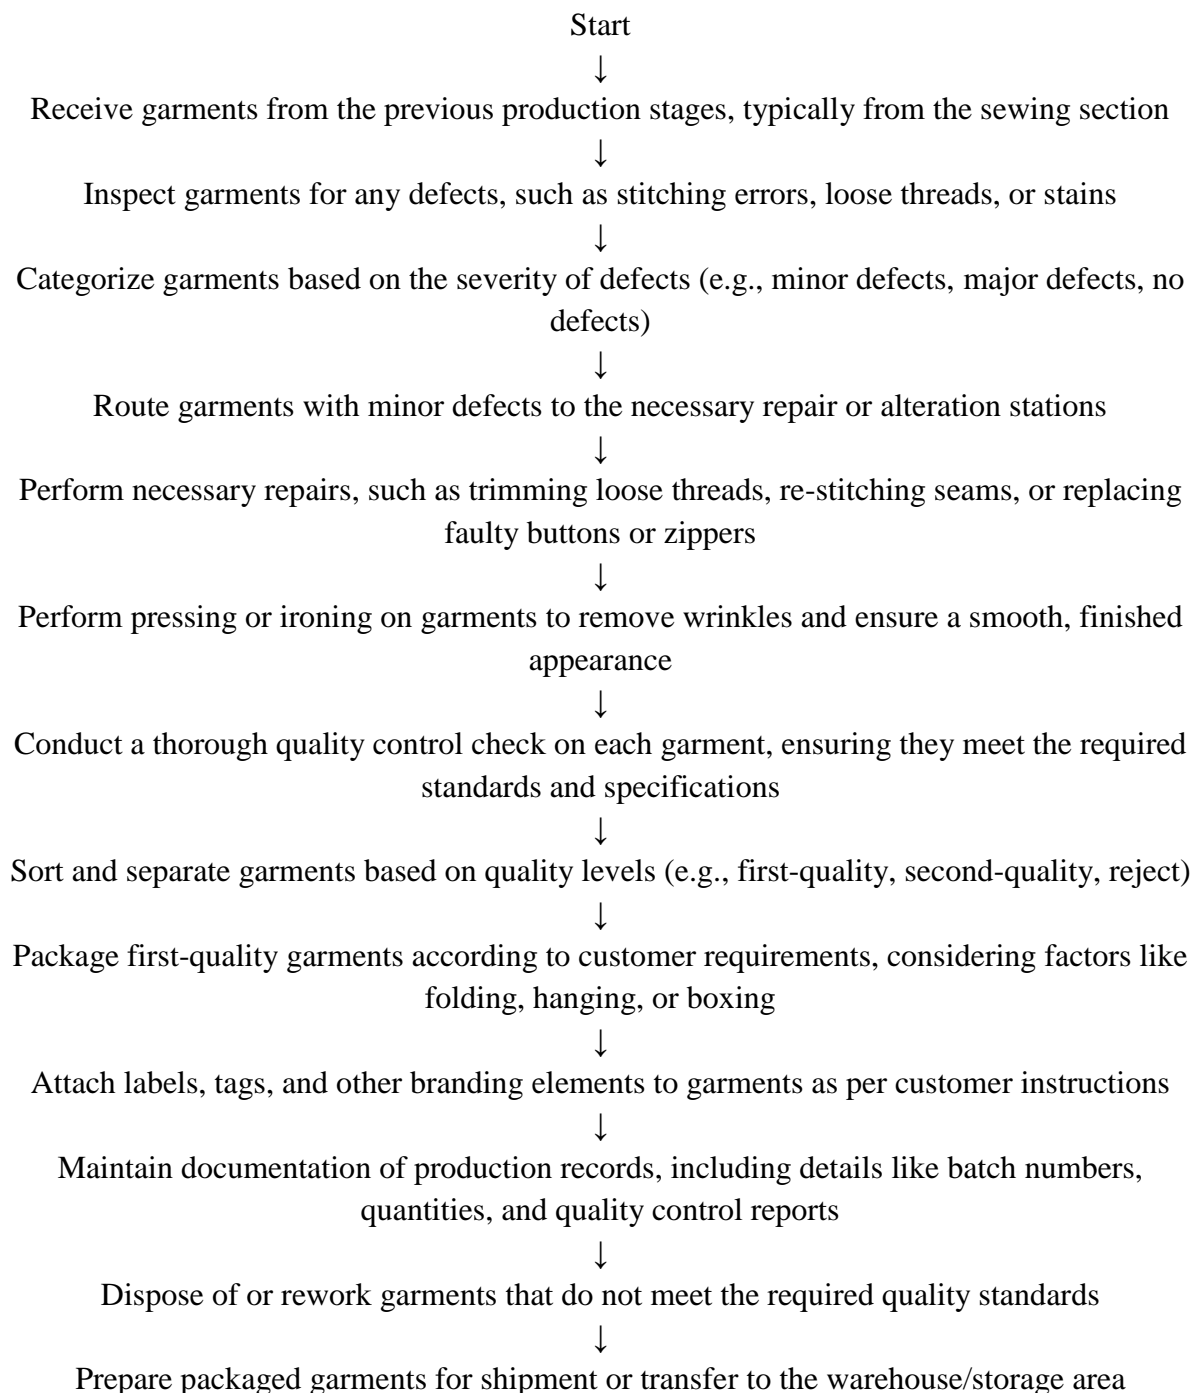 Start
↓
Receive garments from the previous production stages, typically from the sewing section
↓
Inspect garments for any defects, such as stitching errors, loose threads, or stains
↓
Categorize garments based on the severity of defects (e.g., minor defects, major defects, no
defects)
↓
Route garments with minor defects to the necessary repair or alteration stations
↓
Perform necessary repairs, such as trimming loose threads, re-stitching seams, or replacing
faulty buttons or zippers
↓
Perform pressing or ironing on garments to remove wrinkles and ensure a smooth, finished
appearance
↓
Conduct a thorough quality control check on each garment, ensuring they meet the required
standards and specifications
↓
Sort and separate garments based on quality levels (e.g., first-quality, second-quality, reject)
↓
Package first-quality garments according to customer requirements, considering factors like
folding, hanging, or boxing
↓
Attach labels, tags, and other branding elements to garments as per customer instructions
↓
Maintain documentation of production records, including details like batch numbers,
quantities, and quality control reports
↓
Dispose of or rework garments that do not meet the required quality standards
↓
Prepare packaged garments for shipment or transfer to the warehouse/storage area